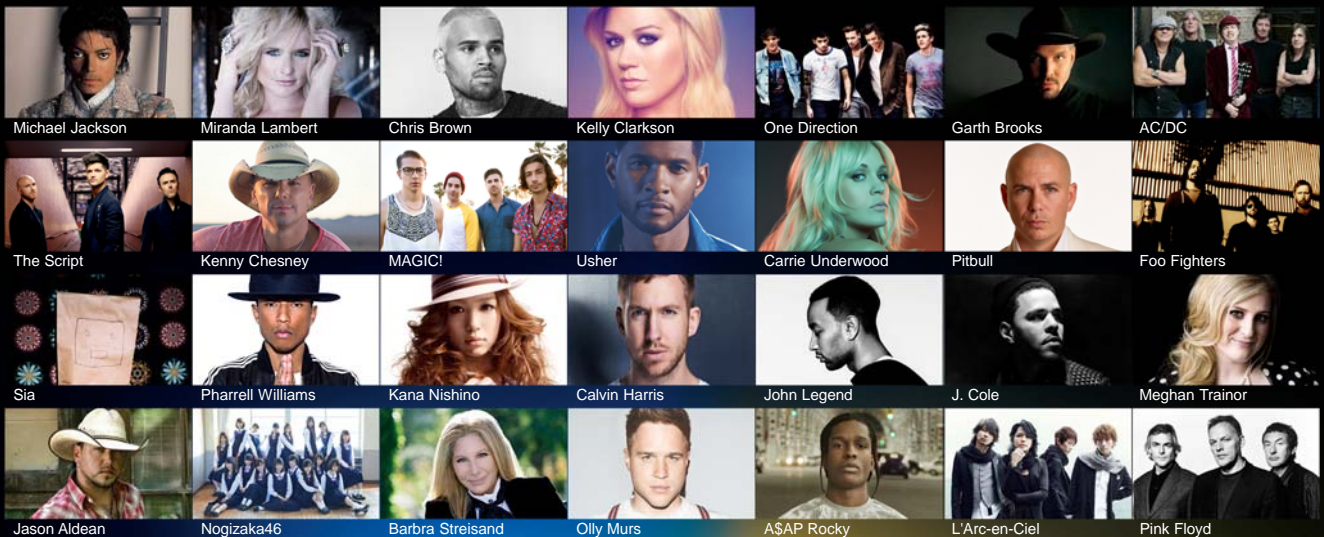 Michael Jackson
Miranda Lambert
Chris Brown
Kelly Clarkson
One Direction
Garth Brooks
AC/DC
The Script
Kenny Chesney
MAGIC!
Usher
Carrie Underwood
Pitbull
Foo Fighters
Sia
Pharrell Williams
Kana Nishino
Calvin Harris
John Legend
J. Cole
Meghan Trainor
Jason Aldean
Nogizaka46
Barbra Streisand
Olly Murs
A$AP Rocky
L'Arc-en-Ciel
Pink Floyd